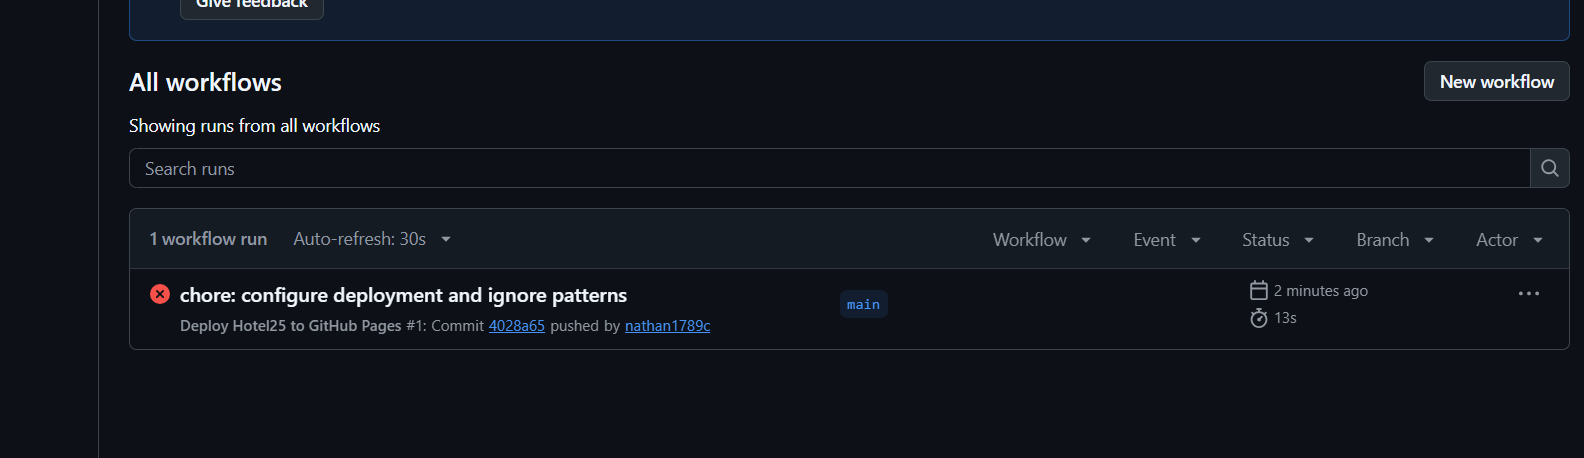 Give feedback
All workflows
New workflow
Showing runs from all workflows
Search runs
1 workflow run Auto-refresh: 30s Workflow Event Status Branch Actor
chore: configure deployment and ignore patterns
main
2 minutes ago
Deploy Hotel25 to GitHub Pages #1: Commit 4028a65 pushed by nathan1789c
13s